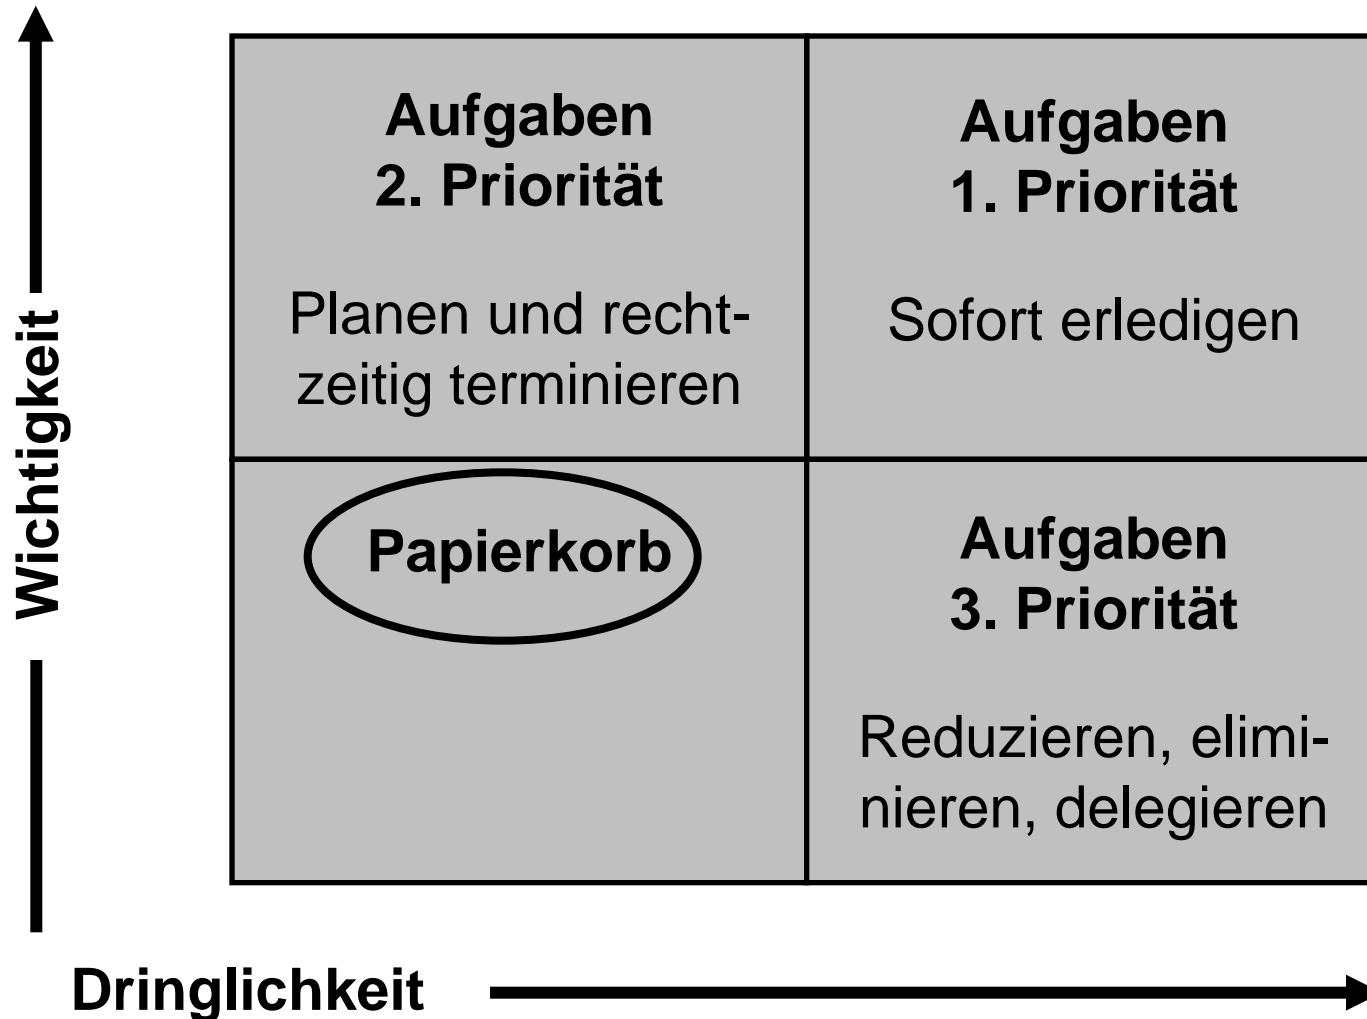 Wichtigkeit
Aufgaben
2. Priorität
Planen und recht-
zeitig terminieren
Aufgaben
1. Priorität
Sofort erledigen
Papierkorb
Aufgaben
3. Priorität
Reduzieren, elimi-
nieren, delegieren
Dringlichkeit